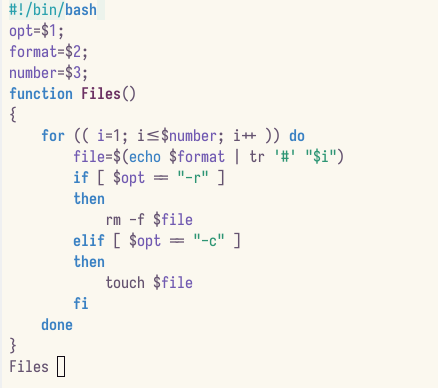 #!/bin/bash
opt=$1;
format=$2;
number=$3;
function Files()
{
    for (( i=1; i<=$number; i++ )) do
        file=$(echo $format | tr '#' "$i")
        if [ $opt == "-r" ]
        then
            rm -f $file
        elif [ $opt == "-c" ]
        then
            touch $file
        fi
    done
}
Files